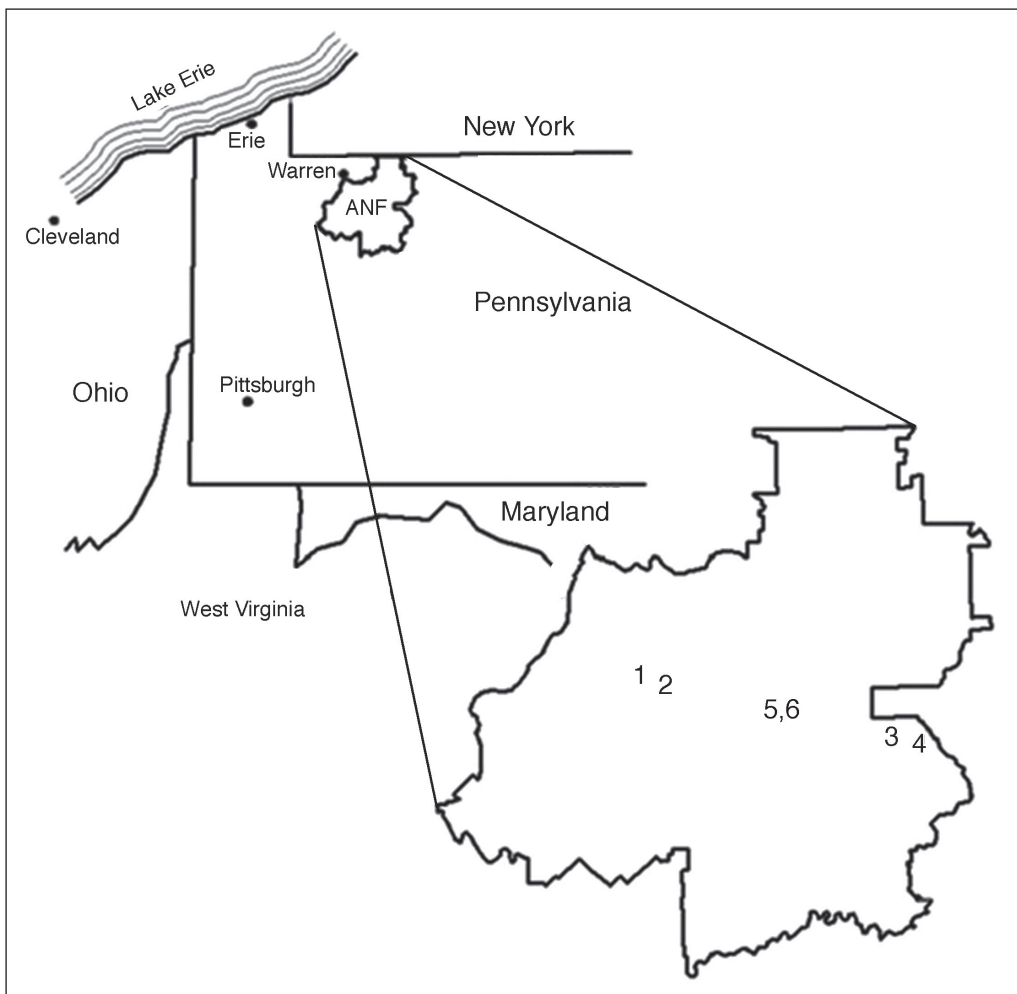 Lake Erie
New York
Erie
Warren
ANF
Cleveland
Pennsylvania
Pittsburgh
Ohio
Maryland
West Virginia
1
2
5,6
3
4